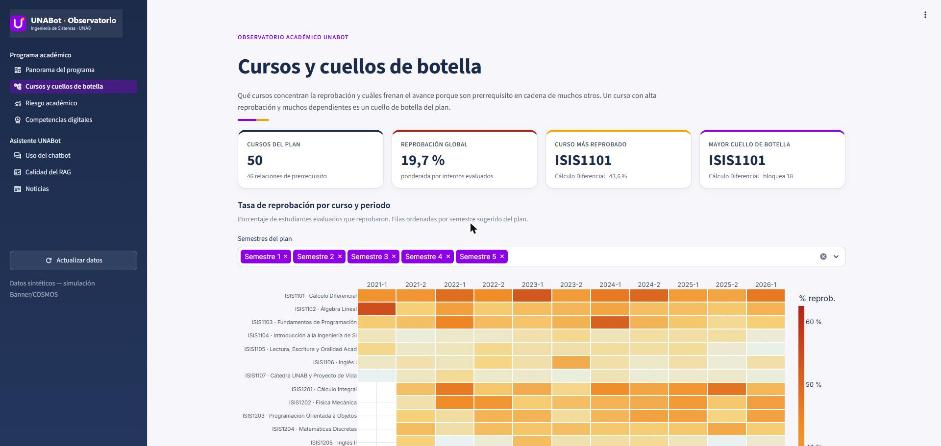 UNABot · Observatorio
Ingeniería de Sistemas · UNAB
Programa académico
Panorama del programa
Cursos y cuellos de botella
Riesgo académico
Competencias digitales
Asistente UNABot
Uso del chatbot
Calidad del RAG
Noticias
Actualizar datos
Datos sintéticos — simulación
Banner/COSMOS
OBSERVATORIO ACADÉMICO UNABOT
Cursos y cuellos de botella
Qué cursos concentran la reprobación y cuáles frenan el avance porque son prerrequisito en cadena de muchos otros. Un curso con alta
reprobación y muchos dependientes es un cuello de botella del plan.
CURSOS DEL PLAN
50
46 relaciones de prerrequisito
REPROBACIÓN GLOBAL
19,7 %
ponderada por intentos evaluados
CURSO MÁS REPROBADO
ISIS1101
Cálculo Diferencial · 43,6 %
MAYOR CUELLO DE BOTELLA
ISIS1101
Cálculo Diferencial · bloquea 18
Tasa de reprobación por curso y periodo
Porcentaje de estudiantes evaluados que reprobaron. Filas ordenadas por semestre sugerido del plan.
Semestres del plan
Semestre 1 ×
Semestre 2 ×
Semestre 3 ×
Semestre 4 ×
Semestre 5 ×
2021-1 2021-2 2022-1 2022-2 2023-1 2023-2 2024-1 2024-2 2025-1 2025-2 2026-1
ISIS1101 · Cálculo Diferencial
ISIS1102 · Álgebra Lineal
ISIS1103 · Fundamentos de Programación
ISIS1104 · Introducción a la Ingeniería de Si
ISIS1105 · Lectura, Escritura y Oralidad Acad
ISIS1106 · Inglés I
ISIS1107 · Cátedra UNAB y Proyecto de Vida
ISIS1201 · Cálculo Integral
ISIS1202 · Física Mecánica
ISIS1203 · Programación Orientada a Objetos
ISIS1204 · Matemáticas Discretas
ISIS1205 · Inglés II
% reprob.
60 %
50 %